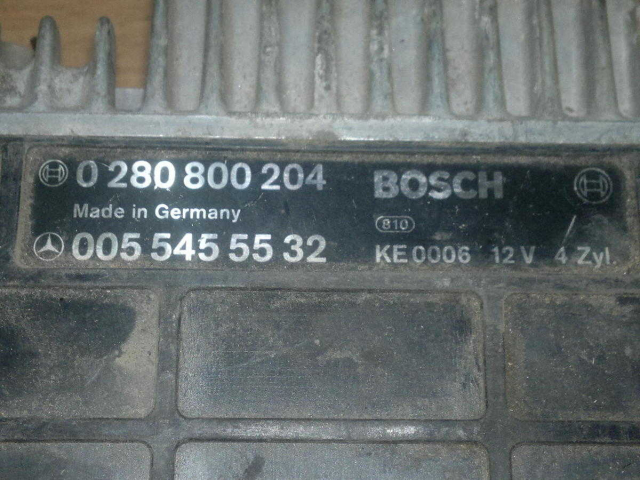 0 280 800 204 BOSCH
Made in Germany 810
005 545 55 32 KE 0006 12 V 4 Zyl.